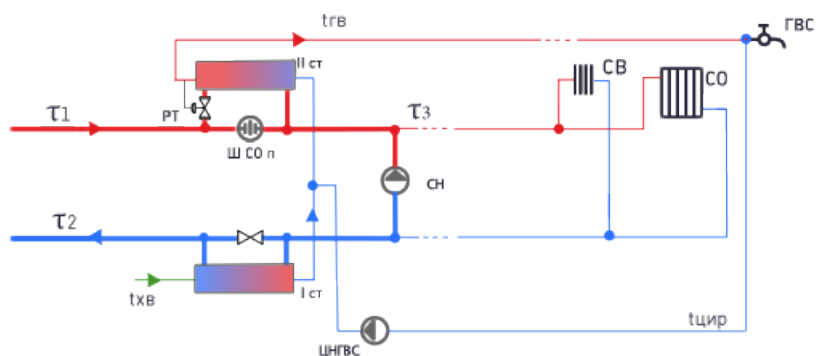 tгв
ГВС
II ст
СВ
СО
τ1
РТ
τ3
Ш СО п
СН
τ2
tхв
I ст
tцир
ЦНГВС